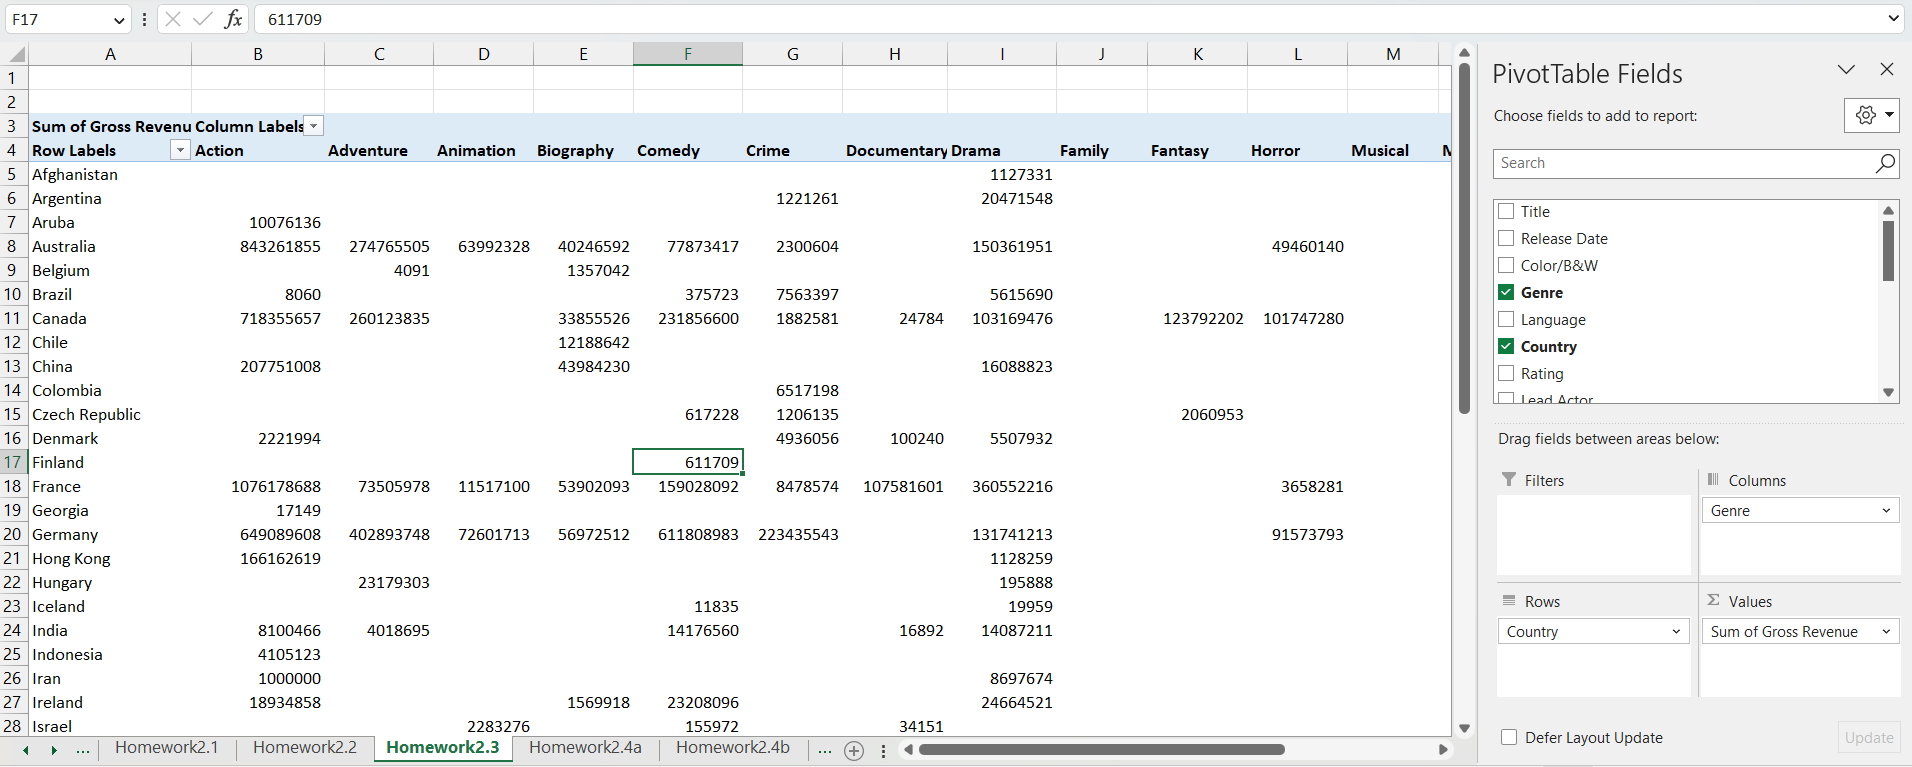 F17 fx 611709
A B C D E F G H I J K L M
1
2
3 Sum of Gross Revenu Column Labels
4 Row Labels Action Adventure Animation Biography Comedy Crime Documentary Drama Family Fantasy Horror Musical
5 Afghanistan 1127331
6 Argentina 1221261 20471548
7 Aruba 10076136
8 Australia 843261855 274765505 63992328 40246592 77873417 2300604 150361951 49460140
9 Belgium 4091 1357042
10 Brazil 8060 375723 7563397 5615690
11 Canada 718355657 260123835 33855526 231856600 1882581 24784 103169476 123792202 101747280
12 Chile 12188642
13 China 207751008 43984230 16088823
14 Colombia 6517198
15 Czech Republic 617228 1206135 2060953
16 Denmark 2221994 4936056 100240 5507932
17 Finland 611709
18 France 1076178688 73505978 11517100 53902093 159028092 8478574 107581601 360552216 3658281
19 Georgia 17149
20 Germany 649089608 402893748 72601713 56972512 611808983 223435543 131741213 91573793
21 Hong Kong 166162619 1128259
22 Hungary 23179303 195888
23 Iceland 11835 19959
24 India 8100466 4018695 14176560 16892 14087211
25 Indonesia 4105123
26 Iran 1000000 8697674
27 Ireland 18934858 1569918 23208096 24664521
28 Israel 2283276 155972 34151
... Homework2.1 Homework2.2 Homework2.3 Homework2.4a Homework2.4b ...
PivotTable Fields
Choose fields to add to report:
Search
Title
Release Date
Color/B&W
Genre
Language
Country
Rating
Lead Actor
Drag fields between areas below:
Filters
Columns
Genre
Rows
Σ Values
Country
Sum of Gross Revenue
Defer Layout Update
Update